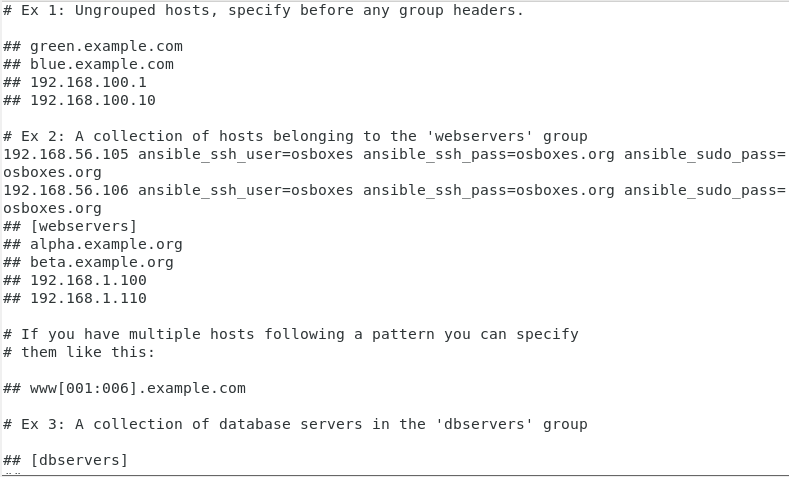 # Ex 1: Ungrouped hosts, specify before any group headers.
## green.example.com
## blue.example.com
## 192.168.100.1
## 192.168.100.10
# Ex 2: A collection of hosts belonging to the 'webservers' group
192.168.56.105 ansible_ssh_user=osboxes ansible_ssh_pass=osboxes.org ansible_sudo_pass=
osboxes.org
192.168.56.106 ansible_ssh_user=osboxes ansible_ssh_pass=osboxes.org ansible_sudo_pass=
osboxes.org
## [webservers]
## alpha.example.org
## beta.example.org
## 192.168.1.100
## 192.168.1.110
# If you have multiple hosts following a pattern you can specify
# them like this:
## www[001:006].example.com
# Ex 3: A collection of database servers in the 'dbservers' group
## [dbservers]